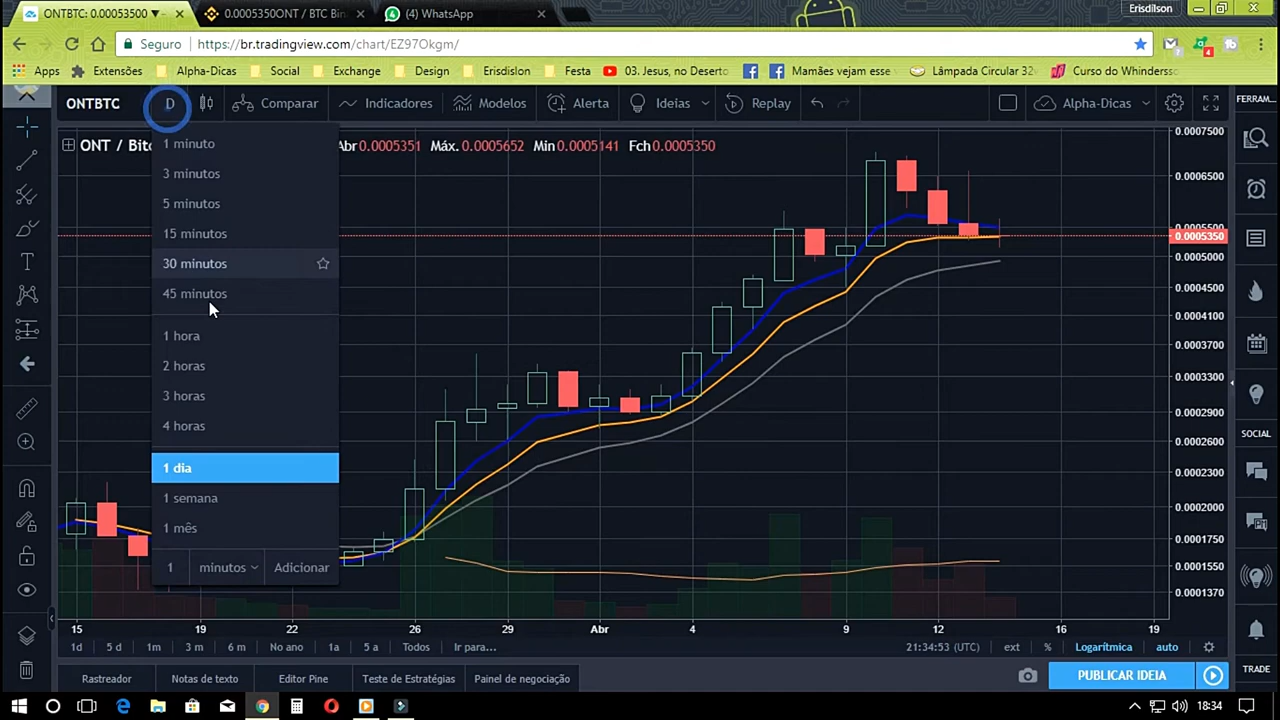 ONTBTC: 0.00053500 ▼
0.0005350ONT / BTC Bin
(4) WhatsApp
Erisdilson
Seguro
https://br.tradingview.com/chart/EZ97Okgm/
Apps
Extensões
Alpha-Dicas
Social
Exchange
Design
Erisdislon
Festa
03. Jesus, no Deserto
Mamães vejam esse
Lâmpada Circular 32
Curso do Whinderss
ONTBTC
D
Comparar
Indicadores
Modelos
Alerta
Ideias
Replay
Alpha-Dicas
FERRAM
ONT / Bitc
Abr 0.0005351 Máx. 0.0005652 Min 0.0005141 Fch 0.0005350
1 minuto
3 minutos
5 minutos
15 minutos
30 minutos
45 minutos
1 hora
2 horas
3 horas
4 horas
1 dia
1 semana
1 mês
1
minutos
Adicionar
0.0007500
0.0006500
0.0005500
0.0005350
0.0005000
0.0004500
0.0004100
0.0003700
0.0003300
0.0002900
0.0002600
0.0002300
0.0002000
0.0001750
0.0001550
0.0001370
SOCIAL
TRADE
15
19
22
26
29
Abr
4
9
12
16
19
1d
5 d
1m
3 m
6 m
No ano
1a
5 a
Todos
Ir para...
21:34:53 (UTC)
ext
%
Logarítmica
auto
Rastreador
Notas de texto
Editor Pine
Teste de Estratégias
Painel de negociação
PUBLICAR IDEIA
18:34